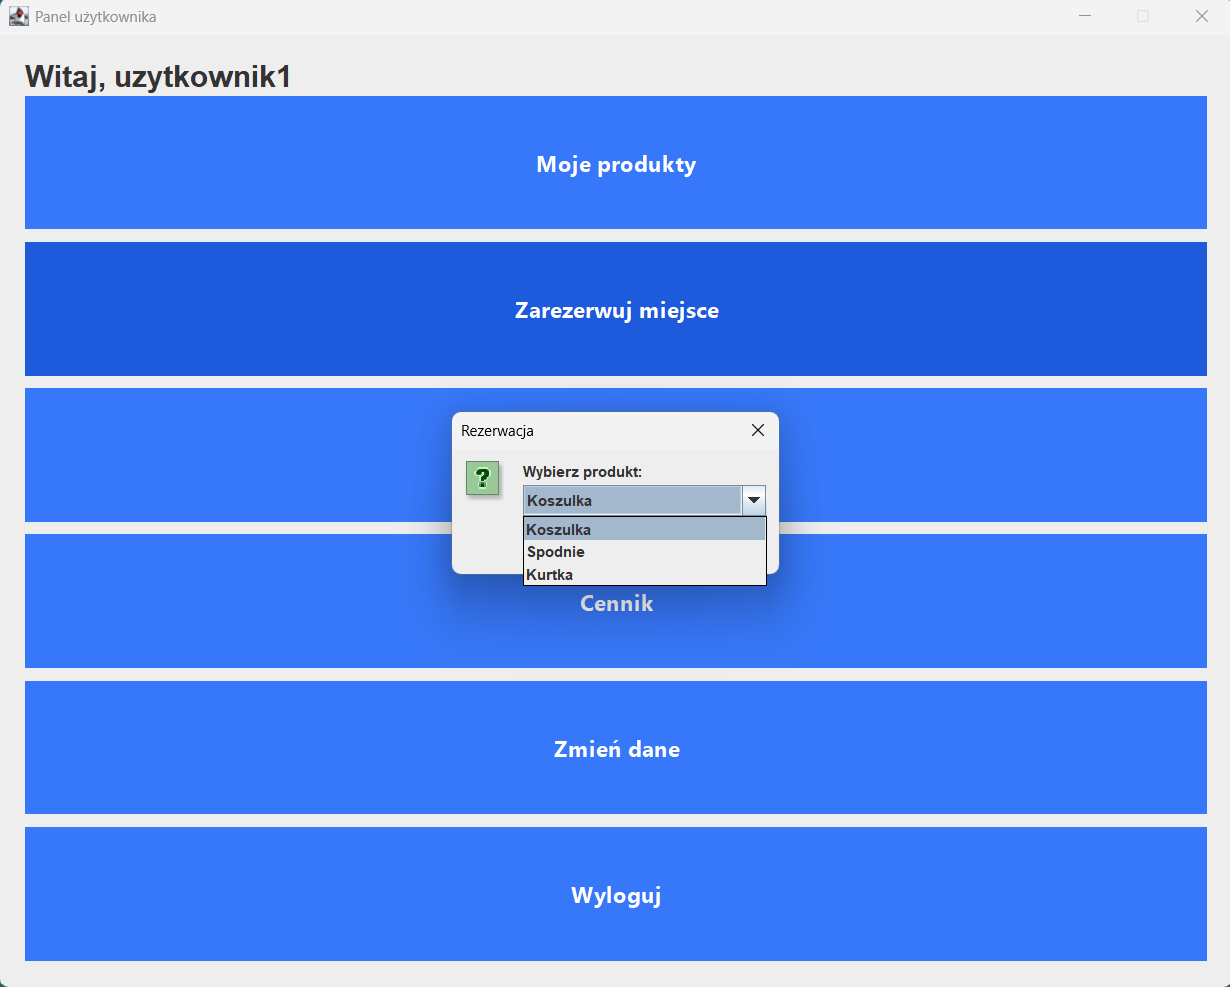 Panel użytkownika
Witaj, uzytkownik1
Moje produkty
Zarezerwuj miejsce
Rezerwacja
?
Wybierz produkt:
Koszulka
Koszulka
Spodnie
Kurtka
Cennik
Zmień dane
Wyloguj